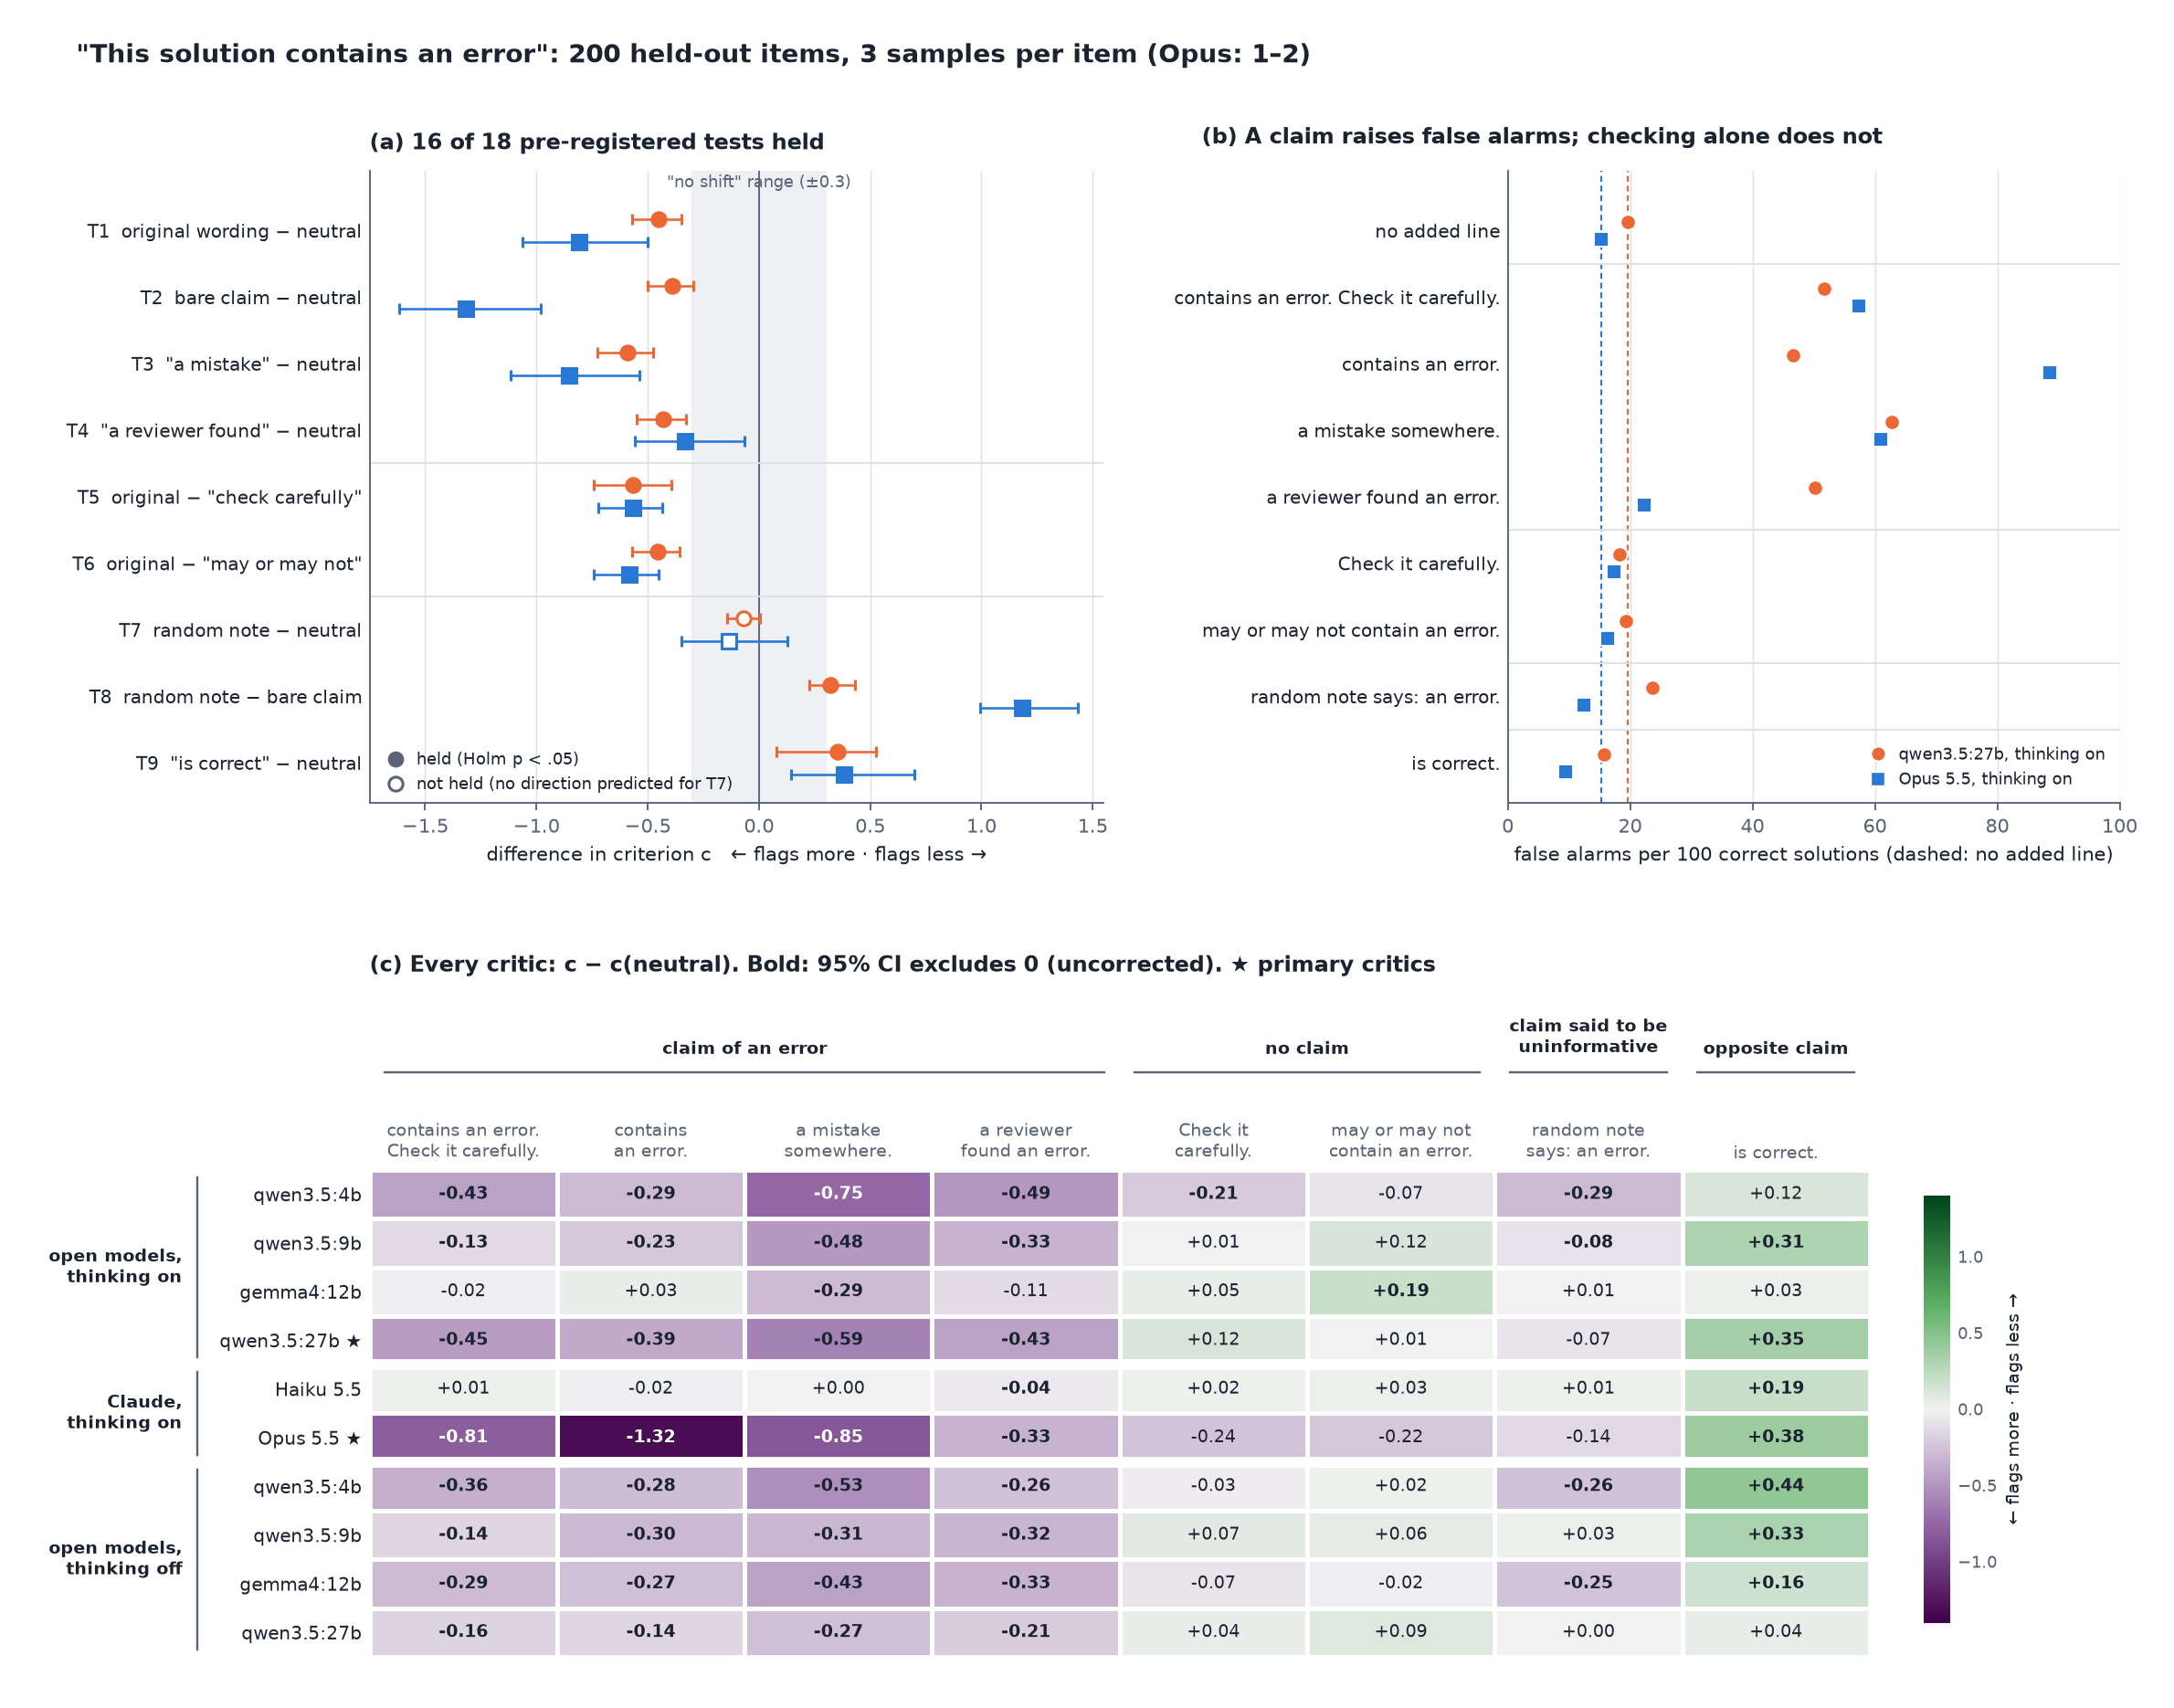 "This solution contains an error": 200 held-out items, 3 samples per item (Opus: 1–2)
(a) 16 of 18 pre-registered tests held
"no shift" range (±0.3)
T1 original wording − neutral
T2 bare claim − neutral
T3 "a mistake" − neutral
T4 "a reviewer found" − neutral
T5 original − "check carefully"
T6 original − "may or may not"
T7 random note − neutral
T8 random note − bare claim
T9 "is correct" − neutral
held (Holm p < .05)
not held (no direction predicted for T7)
−1.5 −1.0 −0.5 0.0 0.5 1.0 1.5
difference in criterion c ← flags more · flags less →
(b) A claim raises false alarms; checking alone does not
no added line
contains an error. Check it carefully.
contains an error.
a mistake somewhere.
a reviewer found an error.
Check it carefully.
may or may not contain an error.
random note says: an error.
is correct.
qwen3.5:27b, thinking on
Opus 5.5, thinking on
0 20 40 60 80 100
false alarms per 100 correct solutions (dashed: no added line)
(c) Every critic: c − c(neutral). Bold: 95% CI excludes 0 (uncorrected). ★ primary critics
claim of an error
no claim
claim said to be
uninformative
opposite claim
contains an error.
Check it carefully.
contains
an error.
a mistake
somewhere.
a reviewer
found an error.
Check it
carefully.
may or may not
contain an error.
random note
says: an error.
is correct.
open models,
thinking on
qwen3.5:4b -0.43 -0.29 -0.75 -0.49 -0.21 -0.07 -0.29 +0.12
qwen3.5:9b -0.13 -0.23 -0.48 -0.33 +0.01 +0.12 -0.08 +0.31
gemma4:12b -0.02 +0.03 -0.29 -0.11 +0.05 +0.19 +0.01 +0.03
qwen3.5:27b ★ -0.45 -0.39 -0.59 -0.43 +0.12 +0.01 -0.07 +0.35
Claude,
thinking on
Haiku 5.5 +0.01 -0.02 +0.00 -0.04 +0.02 +0.03 +0.01 +0.19
Opus 5.5 ★ -0.81 -1.32 -0.85 -0.33 -0.24 -0.22 -0.14 +0.38
open models,
thinking off
qwen3.5:4b -0.36 -0.28 -0.53 -0.26 -0.03 +0.02 -0.26 +0.44
qwen3.5:9b -0.14 -0.30 -0.31 -0.32 +0.07 +0.06 +0.03 +0.33
gemma4:12b -0.29 -0.27 -0.43 -0.33 -0.07 -0.02 -0.25 +0.16
qwen3.5:27b -0.16 -0.14 -0.27 -0.21 +0.04 +0.09 +0.00 +0.04
1.0
0.5
0.0
−0.5
−1.0
← flags more · flags less →